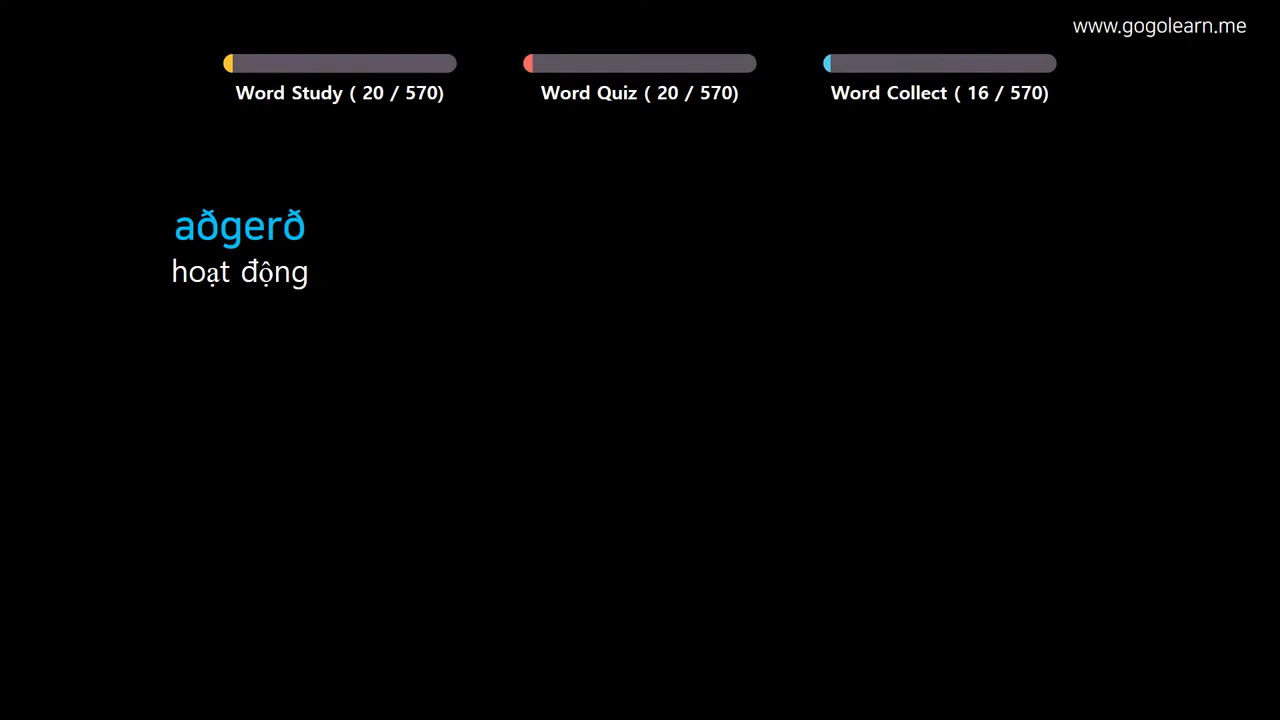 www.gogolearn.me
Word Study ( 20 / 570)
Word Quiz ( 20 / 570)
Word Collect ( 16 / 570)
aðgerð
hoạt động